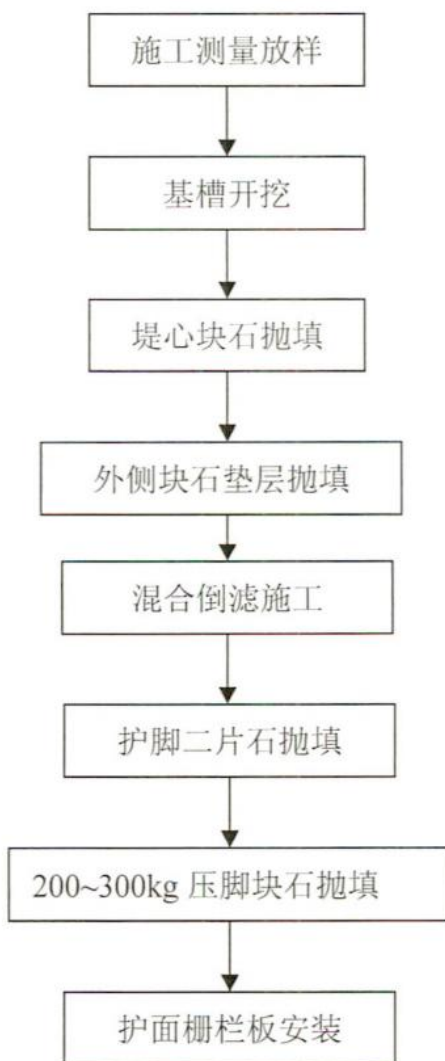 施工测量放样
基槽开挖
堤心块石抛填
外侧块石垫层抛填
混合倒滤施工
护脚二片石抛填
200~300kg 压脚块石抛填
护面栅栏板安装